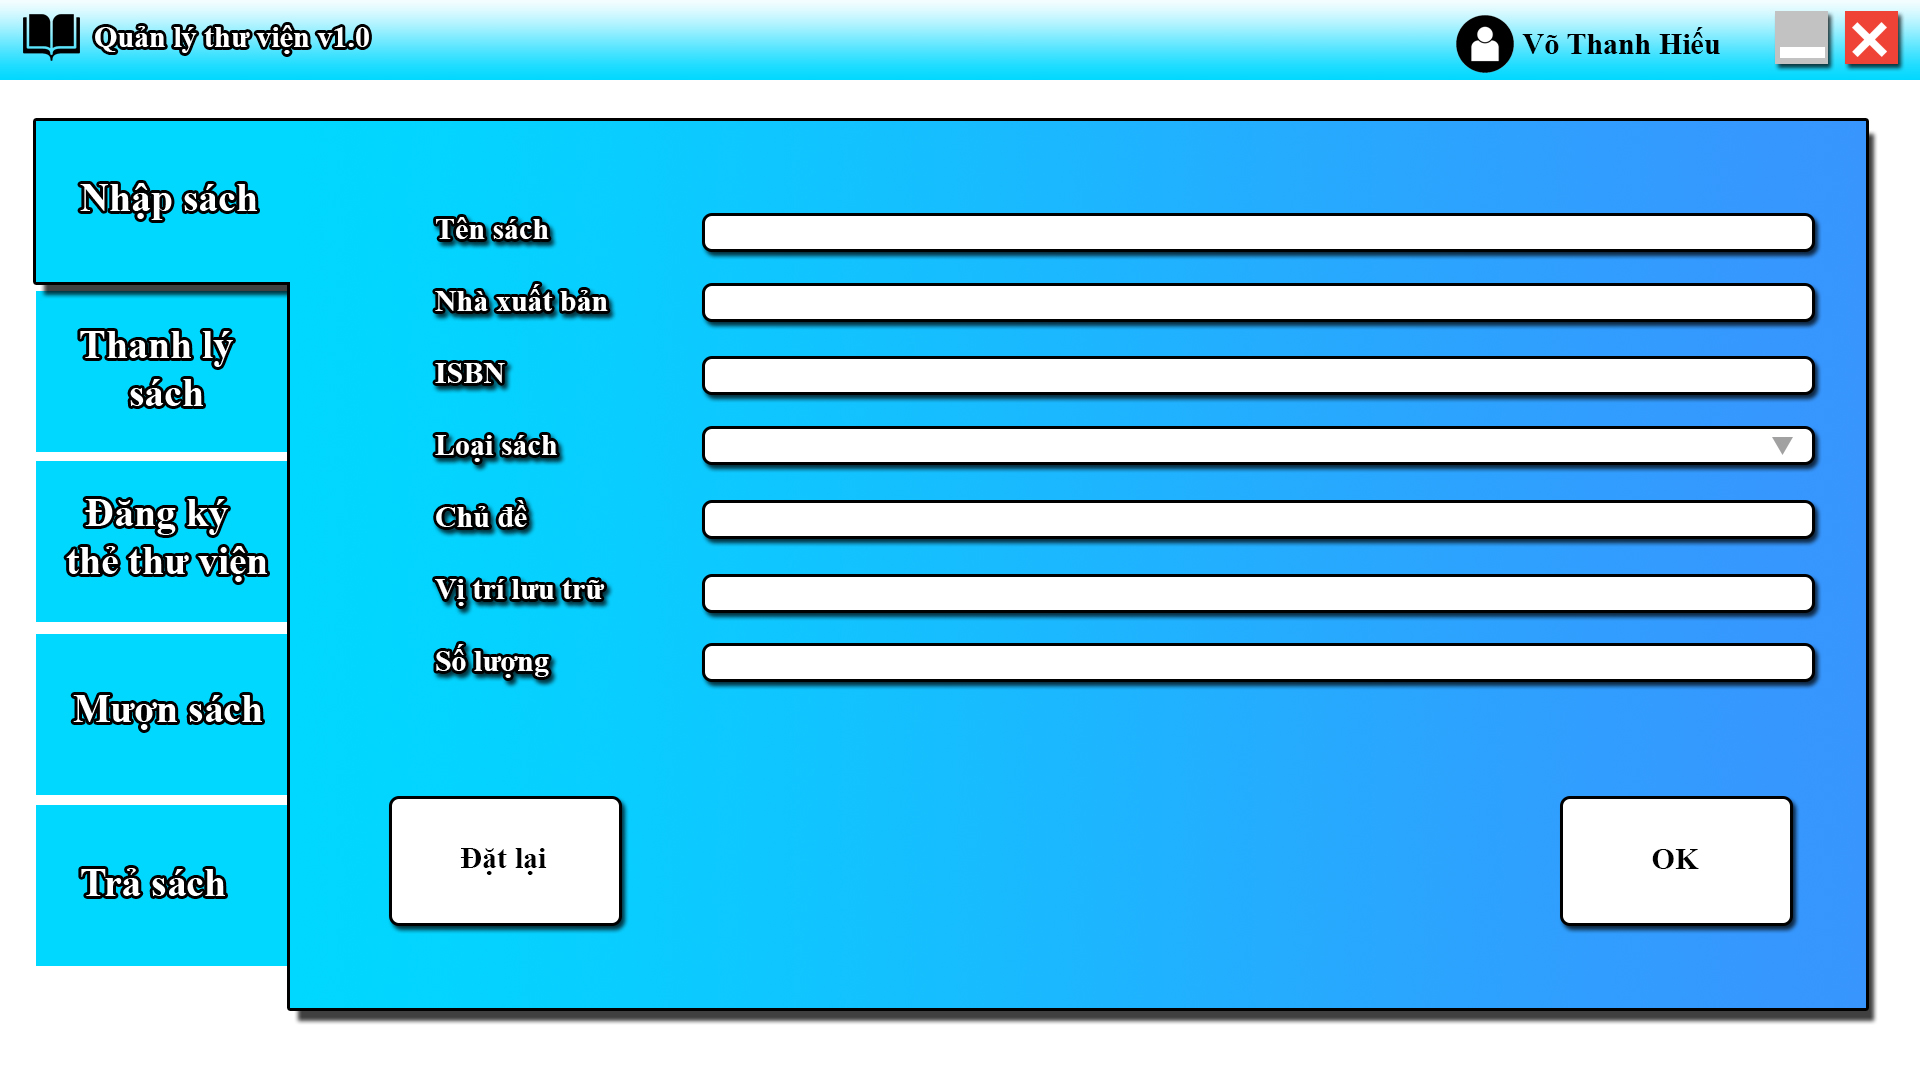 Quản lý thư viện v1.0
Võ Thanh Hiếu
Nhập sách
Thanh lý
sách
Đăng ký
thẻ thư viện
Mượn sách
Trả sách
Tên sách
Nhà xuất bản
ISBN
Loại sách
Chủ đề
Vị trí lưu trữ
Số lượng
Đặt lại
OK